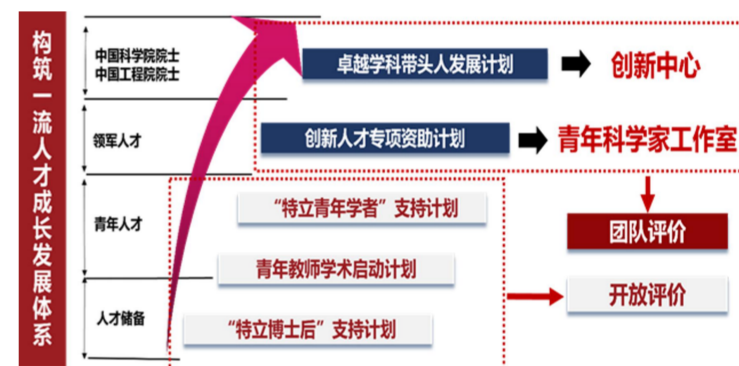 构筑一流人才成长发展体系
中国科学院院士
中国工程院院士
卓越学科带头人发展计划
创新中心
领军人才
创新人才专项资助计划
青年科学家工作室
青年人才
“特立青年学者”支持计划
团队评价
青年教师学术启动计划
开放评价
人才储备
“特立博士后”支持计划